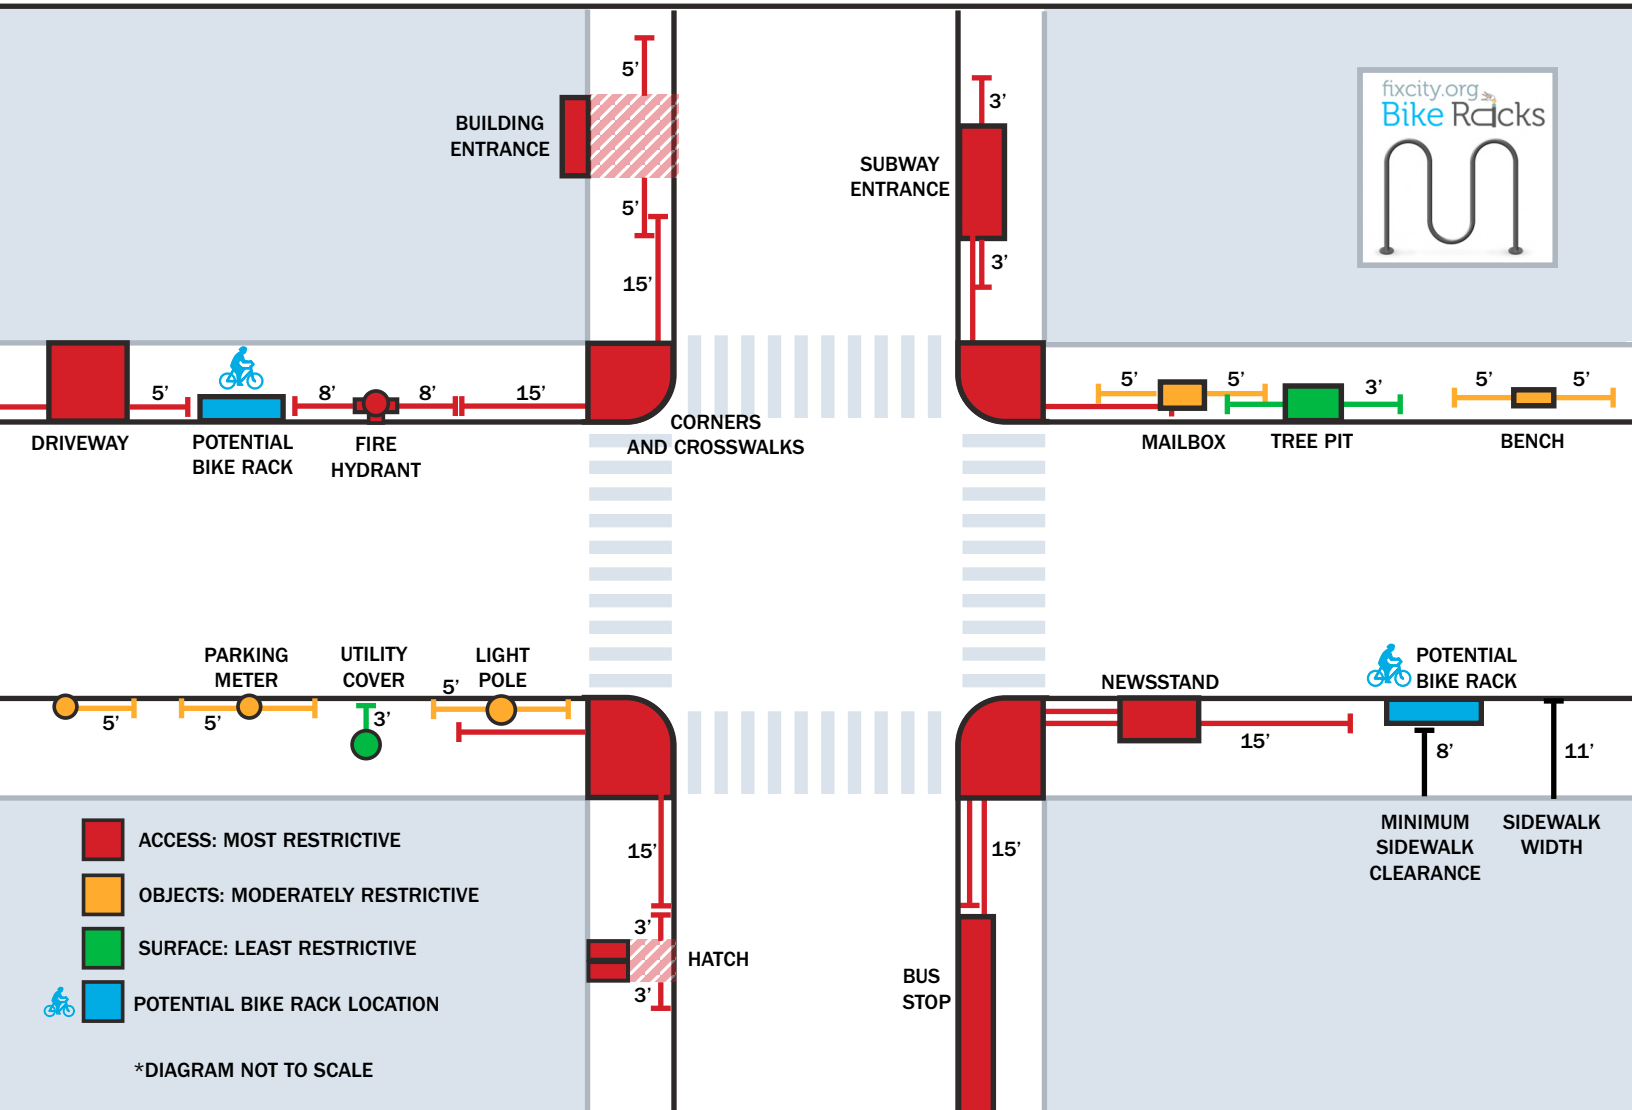 5’
BUILDING
ENTRANCE
5’
15’
3’
SUBWAY
ENTRANCE
3’
fixcity.org
Bike Racks
5’
8’
8’
15’
DRIVEWAY
POTENTIAL
BIKE RACK
FIRE
HYDRANT
CORNERS
AND CROSSWALKS
5’
5’
3’
5’
5’
MAILBOX
TREE PIT
BENCH
PARKING
METER
UTILITY
COVER
LIGHT
POLE
5’
5’
5’
3’
NEWSSTAND
POTENTIAL
BIKE RACK
15’
8’
11’
MINIMUM
SIDEWALK
CLEARANCE
SIDEWALK
WIDTH
15’
3’
HATCH
3’
15’
BUS
STOP
ACCESS: MOST RESTRICTIVE
OBJECTS: MODERATELY RESTRICTIVE
SURFACE: LEAST RESTRICTIVE
POTENTIAL BIKE RACK LOCATION
*DIAGRAM NOT TO SCALE